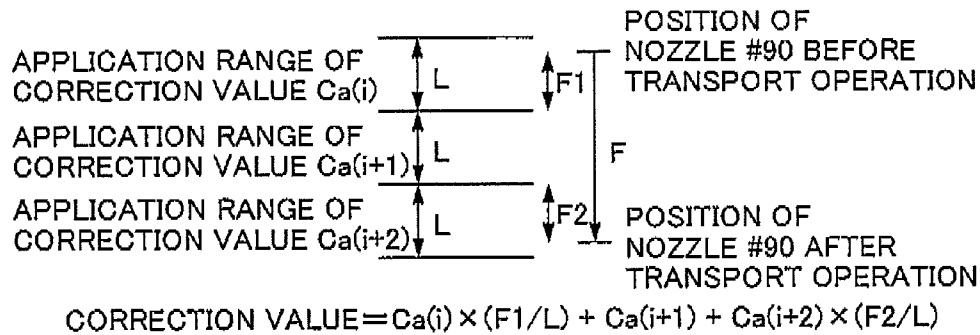 POSITION OF
NOZZLE #90 BEFORE
TRANSPORT OPERATION
APPLICATION RANGE OF
CORRECTION VALUE Ca(i)
L
F1
APPLICATION RANGE OF
CORRECTION VALUE Ca(i+1)
L
F
APPLICATION RANGE OF
CORRECTION VALUE Ca(i+2)
L
F2
POSITION OF
NOZZLE #90 AFTER
TRANSPORT OPERATION
CORRECTION VALUE=Ca(i)×(F1/L) + Ca(i+1) + Ca(i+2)×(F2/L)